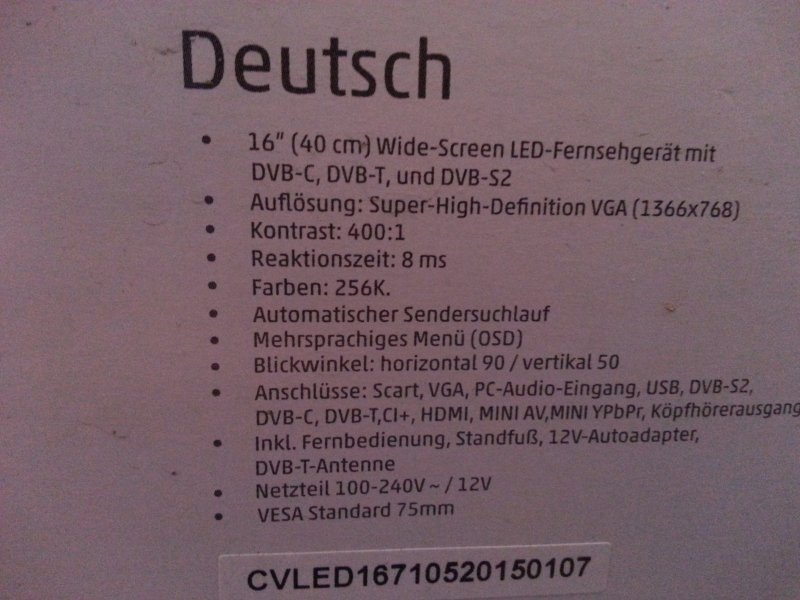 Deutsch
• 16" (40 cm) Wide-Screen LED-Fernsehgerät mit
DVB-C, DVB-T, und DVB-S2
• Auflösung: Super-High-Definition VGA (1366x768)
• Kontrast: 400:1
• Reaktionszeit: 8 ms
• Farben: 256K.
• Automatischer Sendersuchlauf
• Mehrsprachiges Menü (OSD)
• Blickwinkel: horizontal 90 / vertikal 50
• Anschlüsse: Scart, VGA, PC-Audio-Eingang, USB, DVB-S2,
DVB-C, DVB-T,CI+, HDMI, MINI AV,MINI YPbPr, Köpfhörerausgang
• Inkl. Fernbedienung, Standfuß, 12V-Autoadapter,
DVB-T-Antenne
• Netzteil 100-240V ~ / 12V
• VESA Standard 75mm
CVLED16710520150107